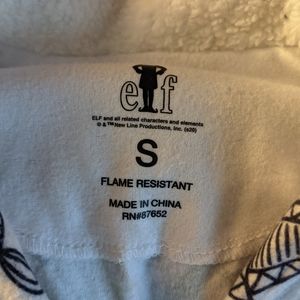 elf
ELF and all related characters and elements
© & ™ New Line Productions, Inc. (s20)
S
FLAME RESISTANT
MADE IN CHINA
RN#87652